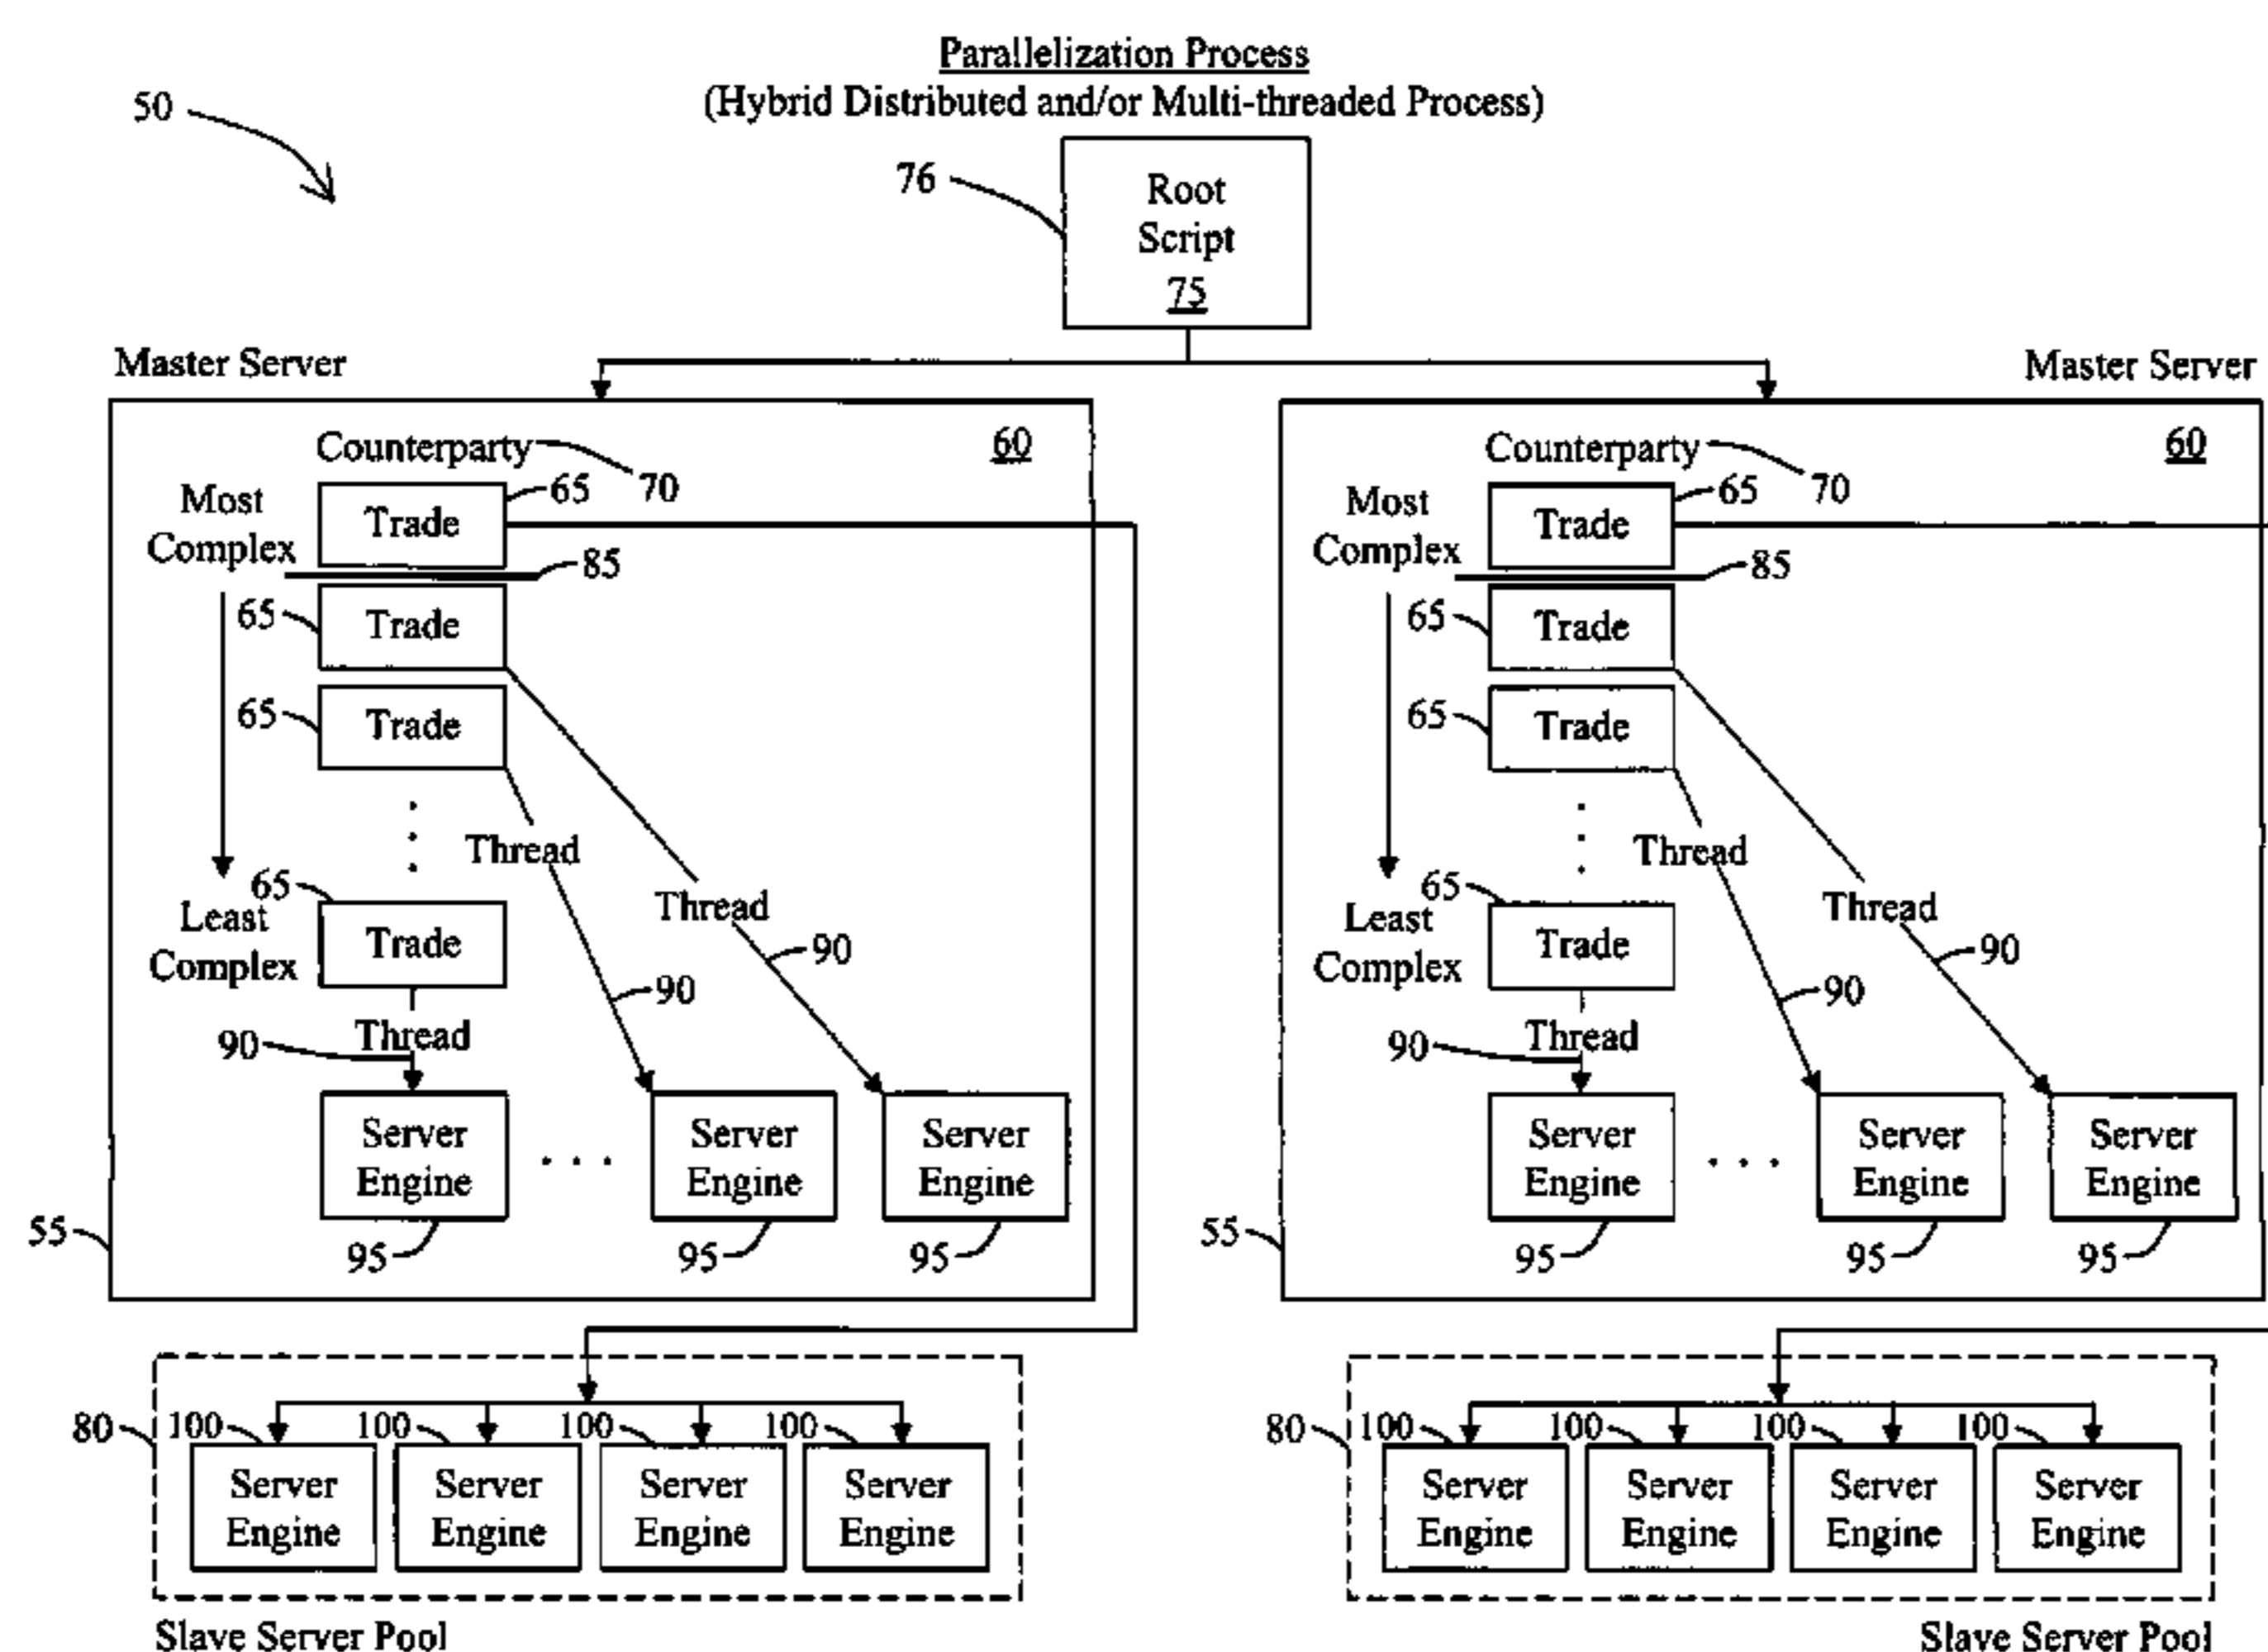 Parallelization Process
(Hybrid Distributed and/or Multi-threaded Process)
50
76
Root
Script
75
Master Server
Master Server
Counterparty
70
60
Most
Complex
Trade
65
85
65
Trade
65
Trade
Thread
Thread
65
Least
Complex
Trade
90
90
Thread
90
Server
Engine
. . .
Server
Engine
Server
Engine
55
95
95
95
Counterparty
70
60
Most
Complex
Trade
65
85
65
Trade
65
Trade
Thread
Thread
65
Least
Complex
Trade
90
90
Thread
90
Server
Engine
. . .
Server
Engine
Server
Engine
55
95
95
95
80
100
100
100
100
Server
Engine
Server
Engine
Server
Engine
Server
Engine
Slave Server Pool
80
100
100
100
100
Server
Engine
Server
Engine
Server
Engine
Server
Engine
Slave Server Pool